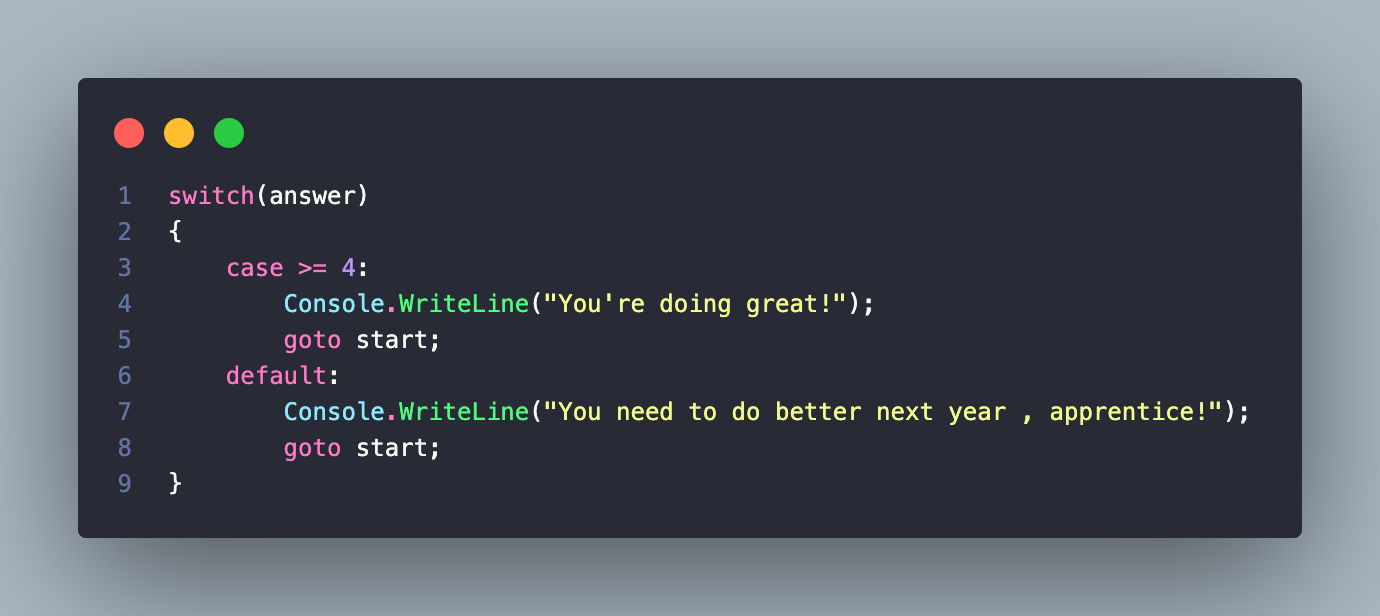 1 switch(answer)
2 {
3     case >= 4:
4         Console.WriteLine("You're doing great!");
5         goto start;
6     default:
7         Console.WriteLine("You need to do better next year , apprentice!");
8         goto start;
9 }